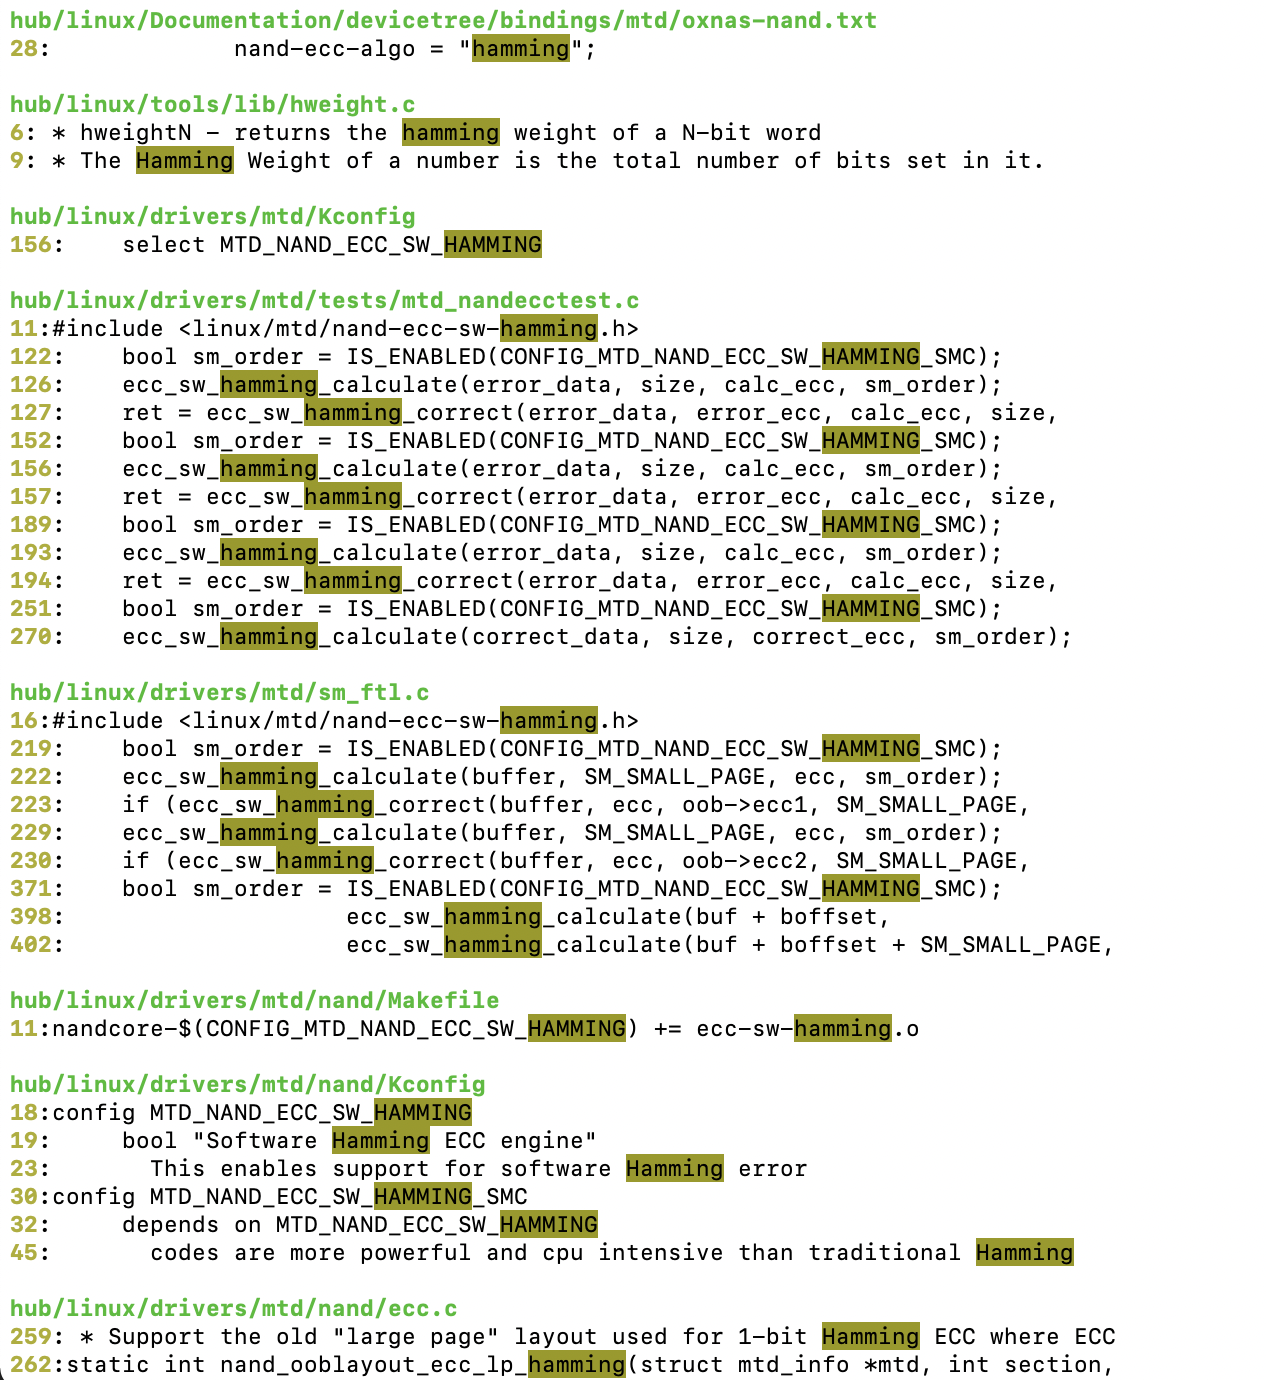 hub/linux/Documentation/devicetree/bindings/mtd/oxnas-nand.txt
28:             nand-ecc-algo = "hamming";
hub/linux/tools/lib/hweight.c
6: * hweightN - returns the hamming weight of a N-bit word
9: * The Hamming Weight of a number is the total number of bits set in it.
hub/linux/drivers/mtd/Kconfig
156:    select MTD_NAND_ECC_SW_HAMMING
hub/linux/drivers/mtd/tests/mtd_nandecctest.c
11:#include <linux/mtd/nand-ecc-sw-hamming.h>
122:    bool sm_order = IS_ENABLED(CONFIG_MTD_NAND_ECC_SW_HAMMING_SMC);
126:    ecc_sw_hamming_calculate(error_data, size, calc_ecc, sm_order);
127:    ret = ecc_sw_hamming_correct(error_data, error_ecc, calc_ecc, size,
152:    bool sm_order = IS_ENABLED(CONFIG_MTD_NAND_ECC_SW_HAMMING_SMC);
156:    ecc_sw_hamming_calculate(error_data, size, calc_ecc, sm_order);
157:    ret = ecc_sw_hamming_correct(error_data, error_ecc, calc_ecc, size,
189:    bool sm_order = IS_ENABLED(CONFIG_MTD_NAND_ECC_SW_HAMMING_SMC);
193:    ecc_sw_hamming_calculate(error_data, size, calc_ecc, sm_order);
194:    ret = ecc_sw_hamming_correct(error_data, error_ecc, calc_ecc, size,
251:    bool sm_order = IS_ENABLED(CONFIG_MTD_NAND_ECC_SW_HAMMING_SMC);
270:    ecc_sw_hamming_calculate(correct_data, size, correct_ecc, sm_order);
hub/linux/drivers/mtd/sm_ftl.c
16:#include <linux/mtd/nand-ecc-sw-hamming.h>
219:    bool sm_order = IS_ENABLED(CONFIG_MTD_NAND_ECC_SW_HAMMING_SMC);
222:    ecc_sw_hamming_calculate(buffer, SM_SMALL_PAGE, ecc, sm_order);
223:    if (ecc_sw_hamming_correct(buffer, ecc, oob->ecc1, SM_SMALL_PAGE,
229:    ecc_sw_hamming_calculate(buffer, SM_SMALL_PAGE, ecc, sm_order);
230:    if (ecc_sw_hamming_correct(buffer, ecc, oob->ecc2, SM_SMALL_PAGE,
371:    bool sm_order = IS_ENABLED(CONFIG_MTD_NAND_ECC_SW_HAMMING_SMC);
398:                    ecc_sw_hamming_calculate(buf + boffset,
402:                    ecc_sw_hamming_calculate(buf + boffset + SM_SMALL_PAGE,
hub/linux/drivers/mtd/nand/Makefile
11:nandcore-$(CONFIG_MTD_NAND_ECC_SW_HAMMING) += ecc-sw-hamming.o
hub/linux/drivers/mtd/nand/Kconfig
18:config MTD_NAND_ECC_SW_HAMMING
19:     bool "Software Hamming ECC engine"
23:       This enables support for software Hamming error
30:config MTD_NAND_ECC_SW_HAMMING_SMC
32:     depends on MTD_NAND_ECC_SW_HAMMING
45:       codes are more powerful and cpu intensive than traditional Hamming
hub/linux/drivers/mtd/nand/ecc.c
259: * Support the old "large page" layout used for 1-bit Hamming ECC where ECC
262:static int nand_ooblayout_ecc_lp_hamming(struct mtd_info *mtd, int section,